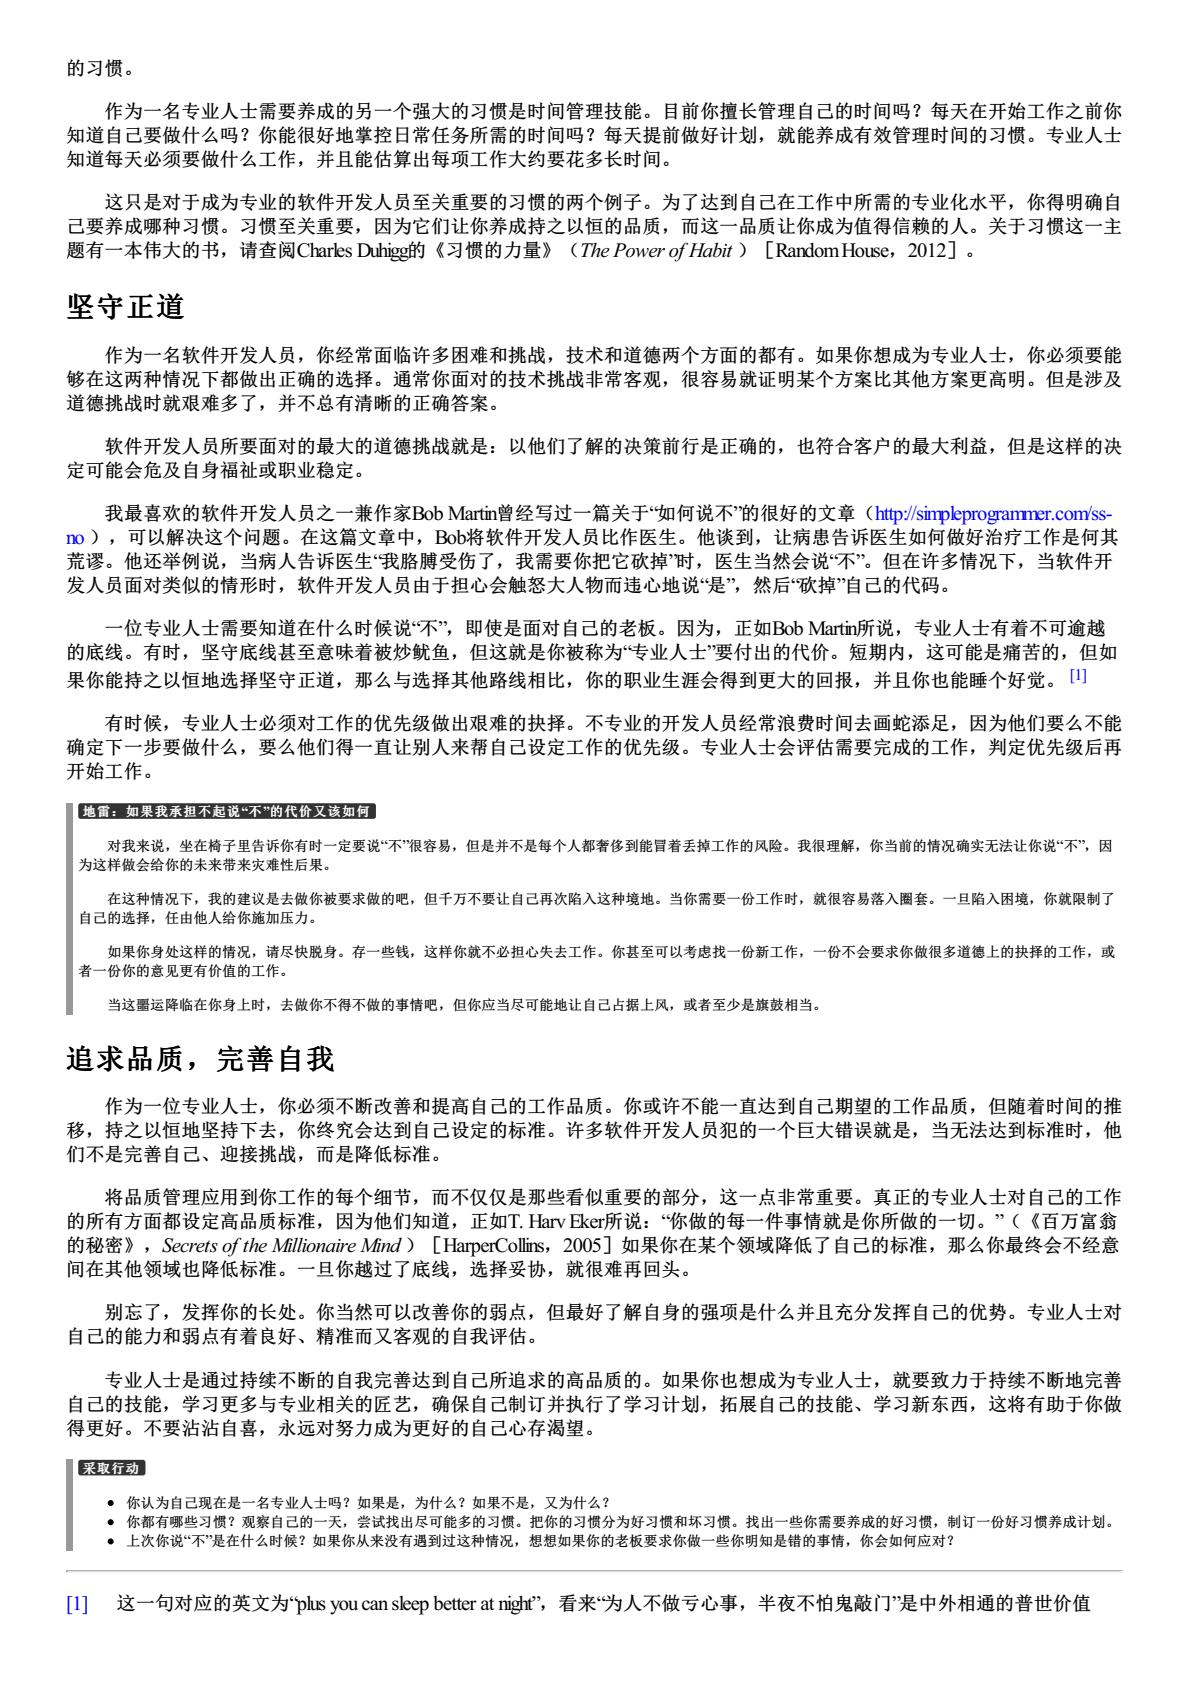 的习惯。
作为一名专业人士需要养成的另一个强大的习惯是时间管理技能。目前你擅长管理自己的时间吗？每天在开始工作之前你
知道自己要做什么吗？你能很好地掌控日常任务所需的时间吗？每天提前做好计划，就能养成有效管理时间的习惯。专业人士
知道每天必须要做什么工作，并且能估算出每项工作大约要花多长时间。
这只是对于成为专业的软件开发人员至关重要的习惯的两个例子。为了达到自己在工作中所需的专业化水平，你得明确自
己要养成哪种习惯。习惯至关重要，因为它们让你养成持之以恒的品质，而这一品质让你成为值得信赖的人。关于习惯这一主
题有一本伟大的书，请查阅Charles Duhigg的《习惯的力量》（The Power of Habit ）［Random House，2012］。
坚守正道
作为一名软件开发人员，你经常面临许多困难和挑战，技术和道德两个方面的都有。如果你想成为专业人士，你必须要能
够在这两种情况下都做出正确的选择。通常你面对的技术挑战非常客观，很容易就证明某个方案比其他方案更高明。但是涉及
道德挑战时就艰难多了，并不总有清晰的正确答案。
软件开发人员所要面对的最大的道德挑战就是：以他们了解的决策前行是正确的，也符合客户的最大利益，但是这样的决
定可能会危及自身福祉或职业稳定。
我最喜欢的软件开发人员之一兼作家Bob Martin曾经写过一篇关于“如何说不”的很好的文章（http://simpleprogrammer.com/ss-
no ），可以解决这个问题。在这篇文章中，Bob将软件开发人员比作医生。他谈到，让病患告诉医生如何做好治疗工作是何其
荒谬。他还举例说，当病人告诉医生“我胳膊受伤了，我需要你把它砍掉”时，医生当然会说“不”。但在许多情况下，当软件开
发人员面对类似的情形时，软件开发人员由于担心会触怒大人物而违心地说“是”，然后“砍掉”自己的代码。
一位专业人士需要知道在什么时候说“不”，即使是面对自己的老板。因为，正如Bob Martin所说，专业人士有着不可逾越
的底线。有时，坚守底线甚至意味着被炒鱿鱼，但这就是你被称为“专业人士”要付出的代价。短期内，这可能是痛苦的，但如
果你能持之以恒地选择坚守正道，那么与选择其他路线相比，你的职业生涯会得到更大的回报，并且你也能睡个好觉。 [1]
有时候，专业人士必须对工作的优先级做出艰难的抉择。不专业的开发人员经常浪费时间去画蛇添足，因为他们要么不能
确定下一步要做什么，要么他们得一直让别人来帮自己设定工作的优先级。专业人士会评估需要完成的工作，判定优先级后再
开始工作。
地雷：如果我承担不起说“不”的代价又该如何
对我来说，坐在椅子里告诉你有时一定要说“不”很容易，但是并不是每个人都奢侈到能冒着丢掉工作的风险。我很理解，你当前的情况确实无法让你说“不”，因
为这样做会给你的未来带来灾难性后果。
在这种情况下，我的建议是去做你被要求做的吧，但千万不要让自己再次陷入这种境地。当你需要一份工作时，就很容易落入圈套。一旦陷入困境，你就限制了
自己的选择，任由他人给你施加压力。
如果你身处这样的情况，请尽快脱身。存一些钱，这样你就不必担心失去工作。你甚至可以考虑找一份新工作，一份不会要求你做很多道德上的抉择的工作，或
者一份你的意见更有价值的工作。
当这噩运降临在你身上时，去做你不得不做的事情吧，但你应当尽可能地让自己占据上风，或者至少是旗鼓相当。
追求品质，完善自我
作为一位专业人士，你必须不断改善和提高自己的工作品质。你或许不能一直达到自己期望的工作品质，但随着时间的推
移，持之以恒地坚持下去，你终究会达到自己设定的标准。许多软件开发人员犯的一个巨大错误就是，当无法达到标准时，他
们不是完善自己、迎接挑战，而是降低标准。
将品质管理应用到你工作的每个细节，而不仅仅是那些看似重要的部分，这一点非常重要。真正的专业人士对自己的工作
的所有方面都设定高品质标准，因为他们知道，正如T. Harv Eker所说：“你做的每一件事情就是你所做的一切。”（《百万富翁
的秘密》，Secrets of the Millionaire Mind ）［HarperCollins，2005］如果你在某个领域降低了自己的标准，那么你最终会不经意
间在其他领域也降低标准。一旦你越过了底线，选择妥协，就很难再回头。
别忘了，发挥你的长处。你当然可以改善你的弱点，但最好了解自身的强项是什么并且充分发挥自己的优势。专业人士对
自己的能力和弱点有着良好、精准而又客观的自我评估。
专业人士是通过持续不断的自我完善达到自己所追求的高品质的。如果你也想成为专业人士，就要致力于持续不断地完善
自己的技能，学习更多与专业相关的匠艺，确保自己制订并执行了学习计划，拓展自己的技能、学习新东西，这将有助于你做
得更好。不要沾沾自喜，永远对努力成为更好的自己心存渴望。
采取行动
● 你认为自己现在是一名专业人士吗？如果是，为什么？如果不是，又为什么？
● 你都有哪些习惯？观察自己的一天，尝试找出尽可能多的习惯。把你的习惯分为好习惯和坏习惯。找出一些你需要养成的好习惯，制订一份好习惯养成计划。
● 上次你说“不”是在什么时候？如果你从来没有遇到过这种情况，想想如果你的老板要求你做一些你明知是错的事情，你会如何应对？
[1] 这一句对应的英文为“plus you can sleep better at night”，看来“为人不做亏心事，半夜不怕鬼敲门”是中外相通的普世价值